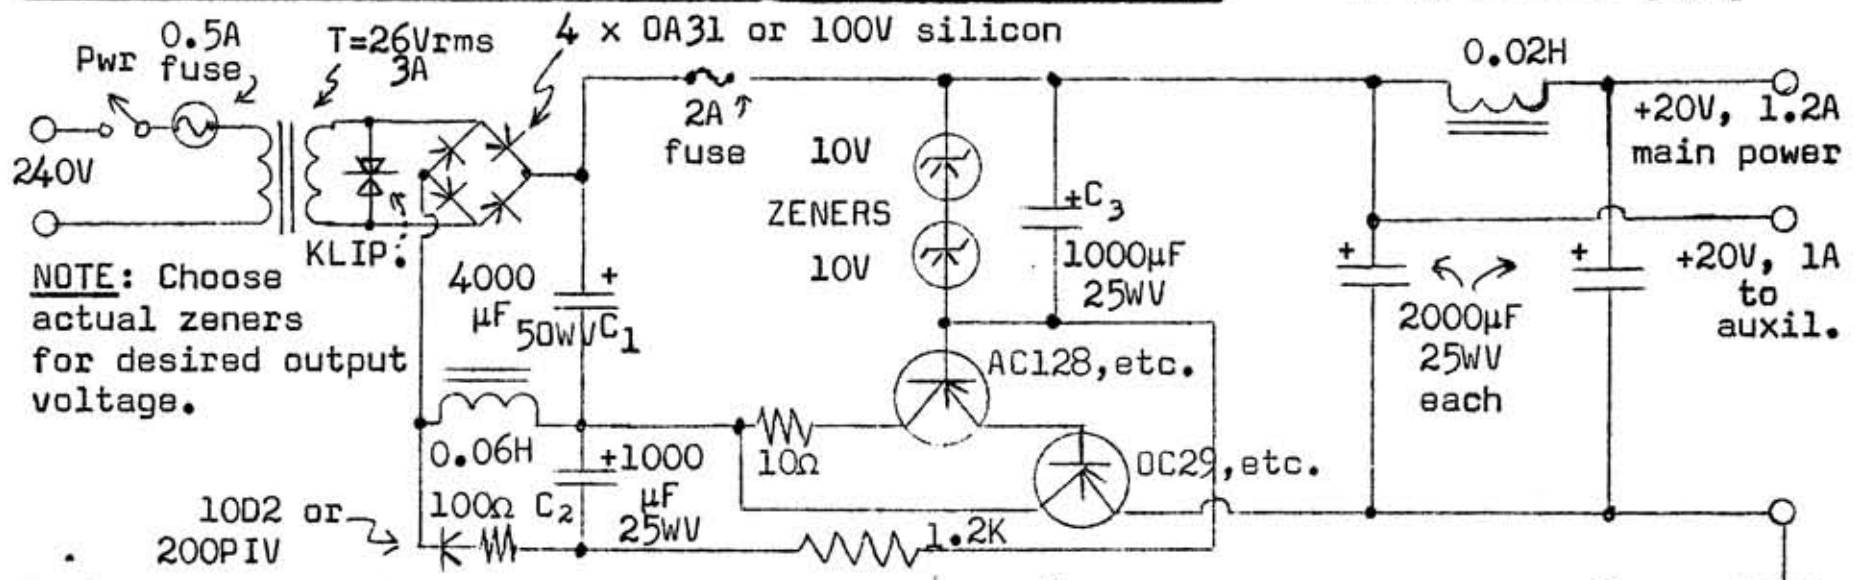 Pwr
0.5A
fuse
T=26Vrms
3A
4 x OA31 or 100V silicon
240V
KLIP.
2A
fuse
10V
ZENERS
10V
+C3
1000µF
25WV
0.02H
+20V, 1.2A
main power
+20V, 1A
to
auxil.
NOTE: Choose
actual zeners
for desired output
voltage.
4000
µF
50WV
+
C1
AC128,etc.
+
+
2000µF
25WV
each
0.06H
+1000
µF
25WV
C2
10Ω
OC29,etc.
10D2 or
200PIV
100Ω
1.2K